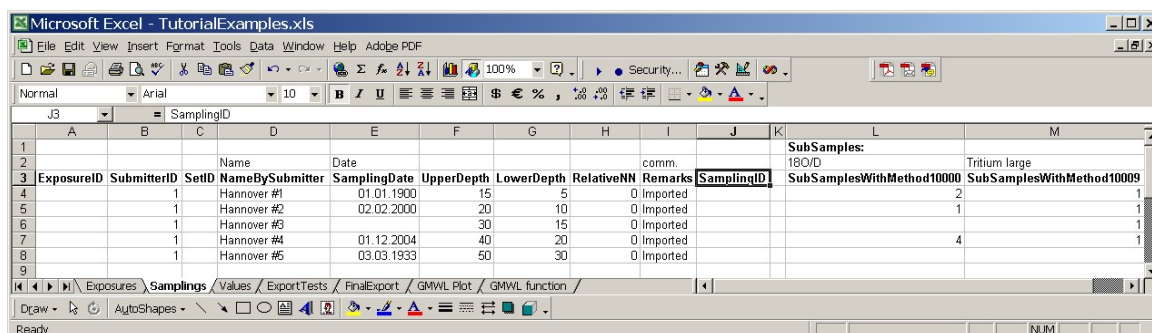 Microsoft Excel - TutorialExamples.xls
File Edit View Insert Format Tools Data Window Help Adobe PDF
100% Security...
Normal Arial 10 B I U $ € % ,
J3 = SamplingID
A B C D E F G H I J K L M
1 SubSamples:
2 Name Date comm. 18O/D Tritium large
3 ExposureID SubmitterID SetID NameBySubmitter SamplingDate UpperDepth LowerDepth RelativeNN Remarks SamplingID SubSamplesWithMethod10000 SubSamplesWithMethod10009
4 1 Hannover #1 01.01.1900 15 5 0 Imported 2 1
5 1 Hannover #2 02.02.2000 20 10 0 Imported 1 1
6 1 Hannover #3 30 15 0 Imported 1
7 1 Hannover #4 01.12.2004 40 20 0 Imported 4 1
8 1 Hannover #5 03.03.1933 50 30 0 Imported
9
Exposures Samplings Values ExportTests FinalExport GMWL Plot GMWL function
Draw AutoShapes
Ready NUM